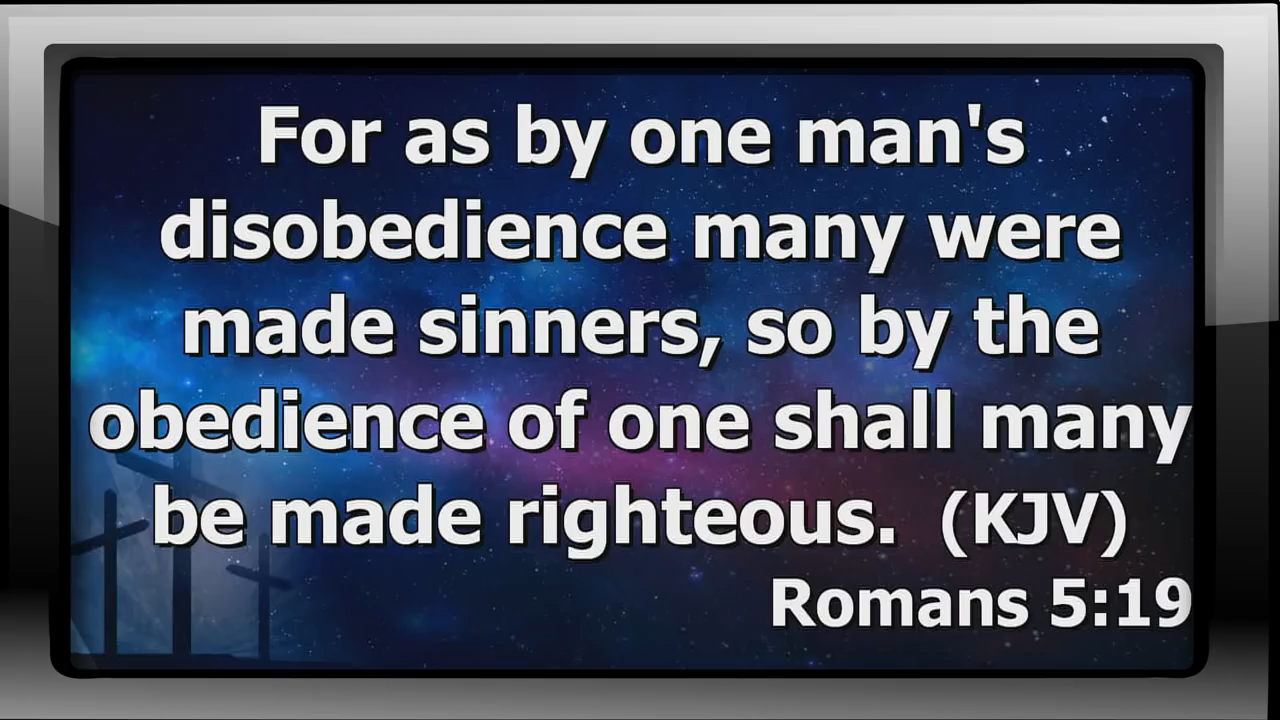 For as by one man's
disobedience many were
made sinners, so by the
obedience of one shall many
be made righteous.  (KJV)
Romans 5:19